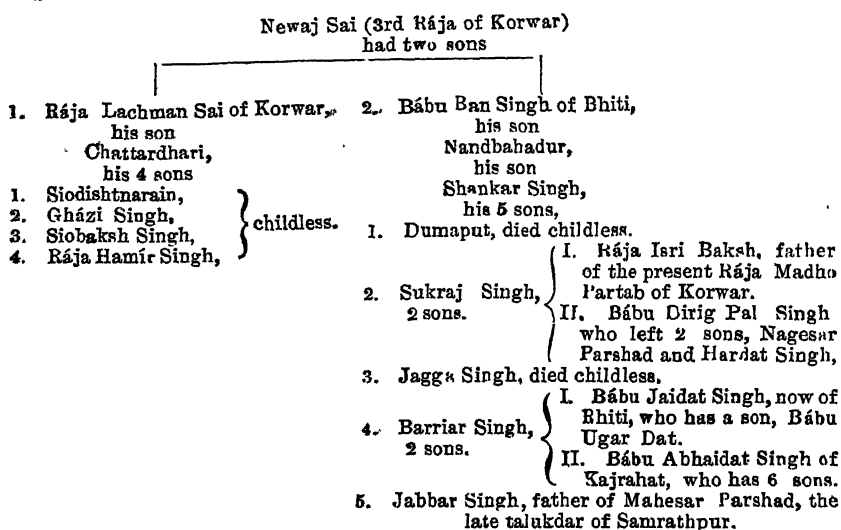 Newaj Sai (3rd Rája of Korwar)
had two sons
1. Rája Lachman Sai of Korwar,
his son
Chattardhari,
his 4 sons
1. Siodishtnarain,
2. Gházi Singh,
3. Siobaksh Singh,
4. Rája Hamír Singh,
childless.
2. Bábu Ban Singh of Bhiti,
his son
Nandbahadur,
his son
Shankar Singh,
his 5 sons,
1. Dumaput, died childless.
2. Sukraj Singh,
2 sons.
I. Rája Isri Baksh, father
of the present Rája Madho
Partab of Korwar.
II. Bábu Dirig Pal Singh
who left 2 sons, Nagesar
Parshad and Hardat Singh,
3. Jagga Singh, died childless,
4. Barriar Singh,
2 sons.
I. Bábu Jaidat Singh, now of
Bhiti, who has a son, Bábu
Ugar Dat.
II. Bábu Abhaidat Singh of
Kajrahat, who has 6 sons.
5. Jabbar Singh, father of Mahesar Parshad, the
late talukdar of Samrathpur.